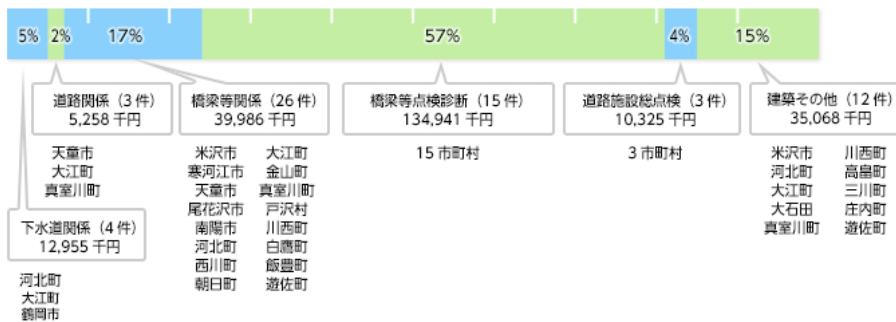 5% 2% 17% 57% 4% 15%
道路関係（3 件）
5,258 千円
天童市
大江町
真室川町
橋梁等関係（26 件）
39,986 千円
米沢市 大江町
寒河江市 金山町
天童市 真室川町
尾花沢市 戸沢村
南陽市 川西町
河北町 白鷹町
西川町 飯豊町
朝日町 遊佐町
橋梁等点検診断（15 件）
134,941 千円
15 市町村
道路施設総点検（3 件）
10,325 千円
3 市町村
建築その他（12 件）
35,068 千円
米沢市 川西町
河北町 高畠町
大江町 三川町
大石田 庄内町
真室川町 遊佐町
下水道関係（4 件）
12,955 千円
河北町
大江町
鶴岡市